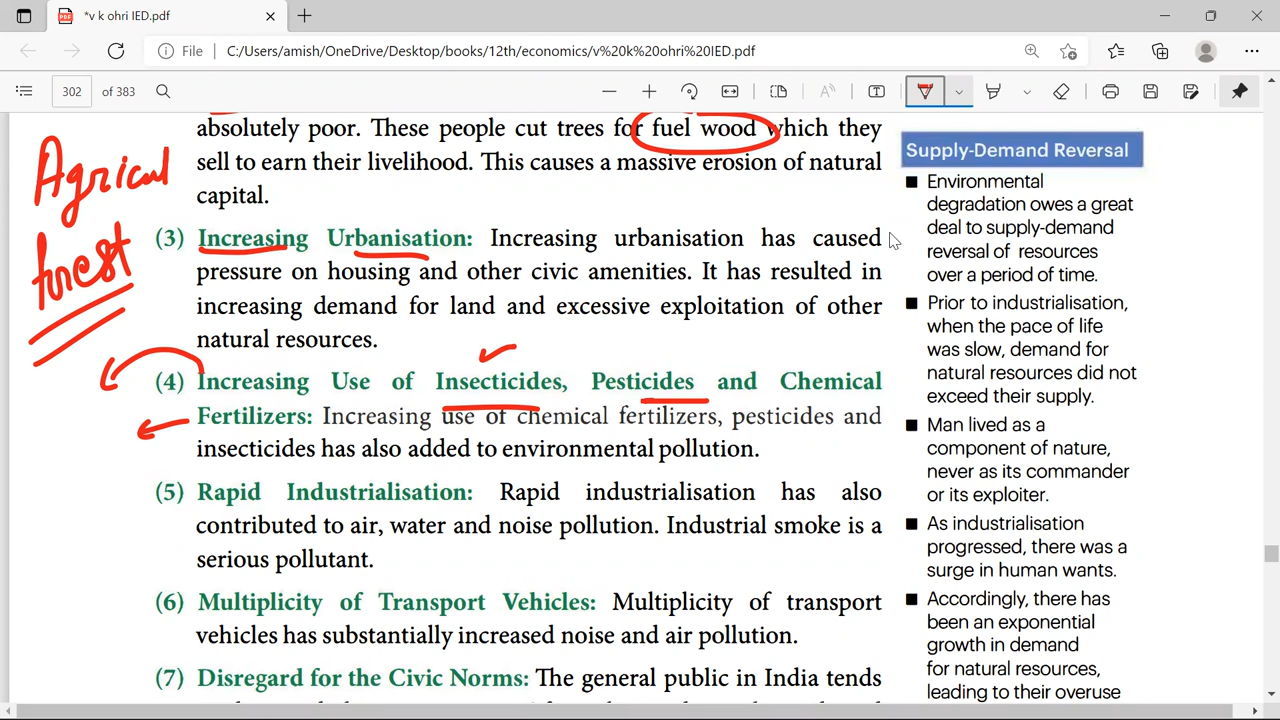 *v k ohri IED.pdf
File
C:/Users/amish/OneDrive/Desktop/books/12th/economics/v%20k%20ohri%20IED.pdf
302 of 383
absolutely poor. These people cut trees for fuel wood which they
sell to earn their livelihood. This causes a massive erosion of natural
capital.
Agricul
forest
(3) Increasing Urbanisation: Increasing urbanisation has caused
pressure on housing and other civic amenities. It has resulted in
increasing demand for land and excessive exploitation of other
natural resources.
(4) Increasing Use of Insecticides, Pesticides and Chemical
Fertilizers: Increasing use of chemical fertilizers, pesticides and
insecticides has also added to environmental pollution.
(5) Rapid Industrialisation: Rapid industrialisation has also
contributed to air, water and noise pollution. Industrial smoke is a
serious pollutant.
(6) Multiplicity of Transport Vehicles: Multiplicity of transport
vehicles has substantially increased noise and air pollution.
(7) Disregard for the Civic Norms: The general public in India tends
Supply-Demand Reversal
■ Environmental
degradation owes a great
deal to supply-demand
reversal of resources
over a period of time.
■ Prior to industrialisation,
when the pace of life
was slow, demand for
natural resources did not
exceed their supply.
■ Man lived as a
component of nature,
never as its commander
or its exploiter.
■ As industrialisation
progressed, there was a
surge in human wants.
■ Accordingly, there has
been an exponential
growth in demand
for natural resources,
leading to their overuse